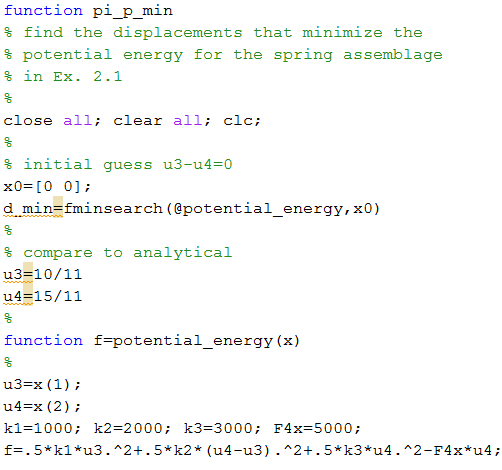 function pi_p_min
% find the displacements that minimize the
% potential energy for the spring assemblage
% in Ex. 2.1
%
close all; clear all; clc;
%
% initial guess u3-u4=0
x0=[0 0];
d_min=fminsearch(@potential_energy,x0)
%
% compare to analytical
u3=10/11
u4=15/11
%
function f=potential_energy(x)
%
u3=x(1);
u4=x(2);
k1=1000; k2=2000; k3=3000; F4x=5000;
f=.5*k1*u3.^2+.5*k2*(u4-u3).^2+.5*k3*u4.^2-F4x*u4;